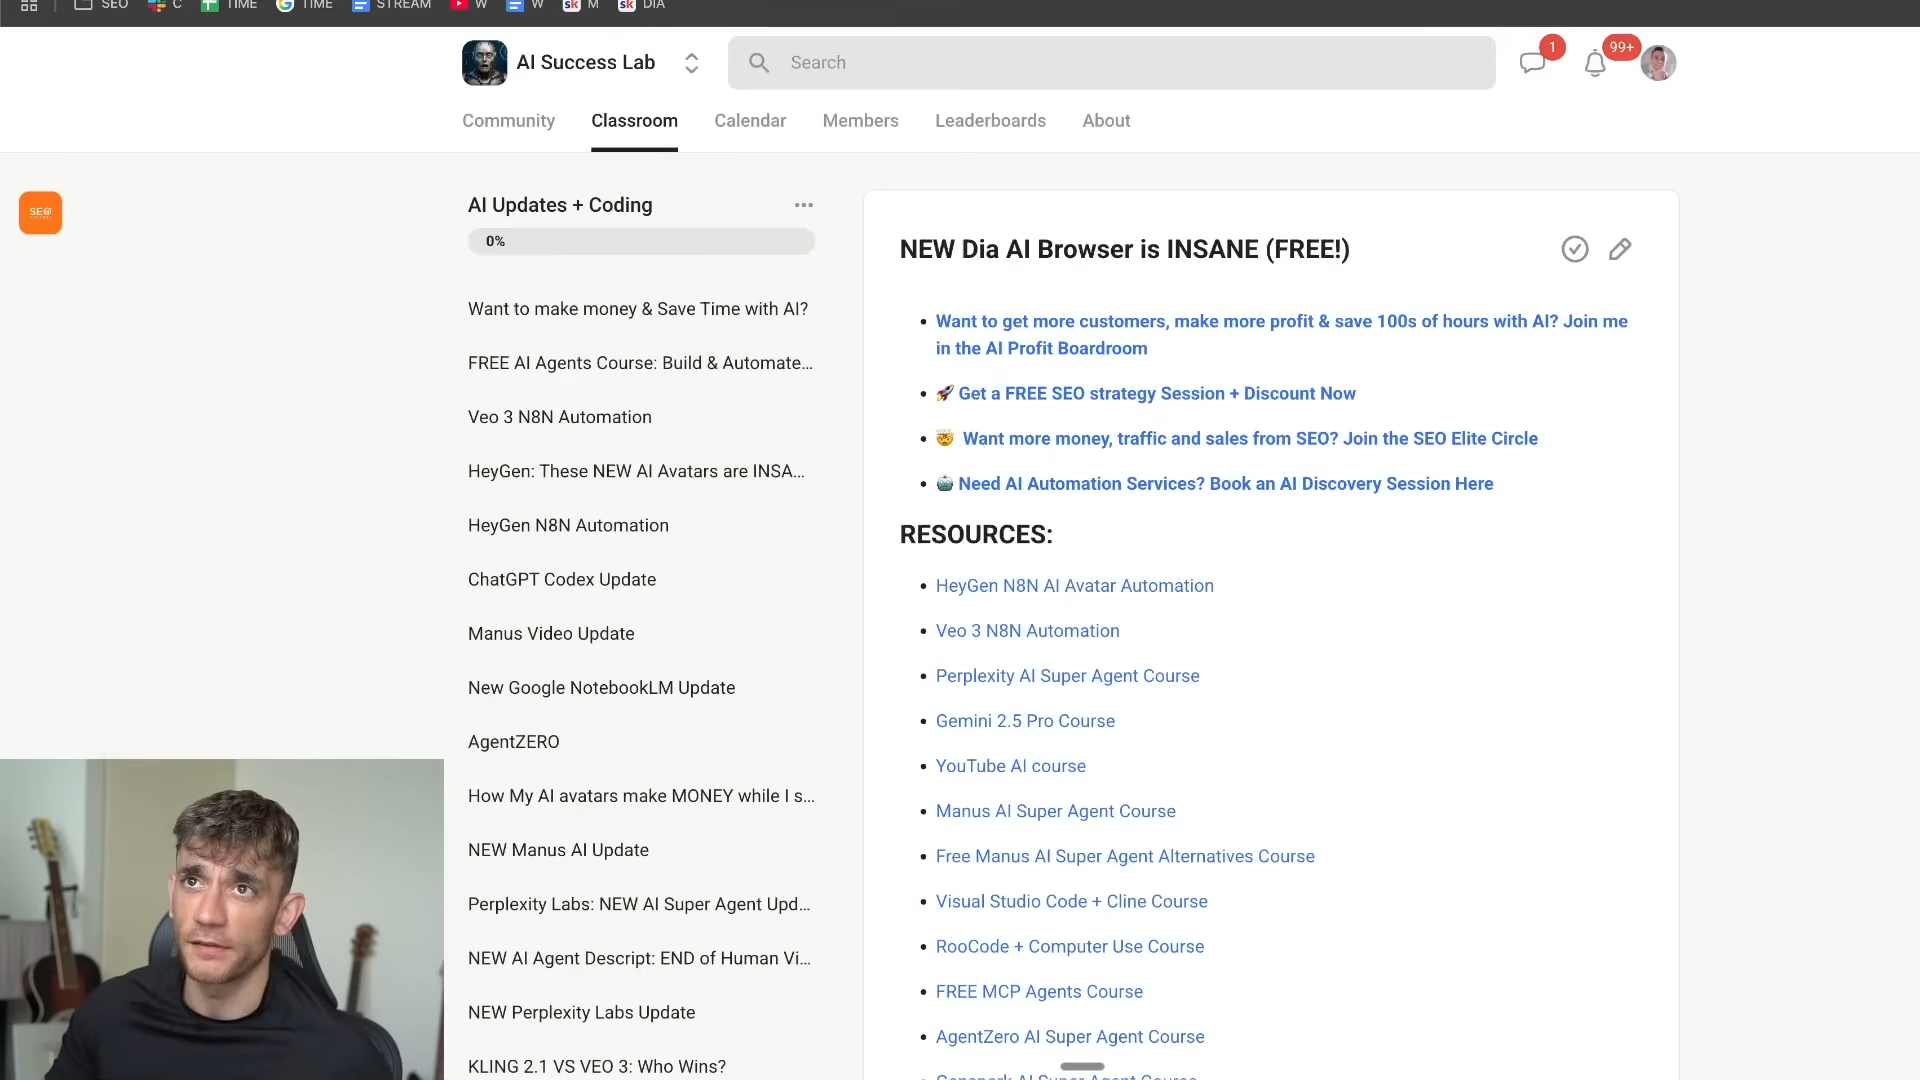 SEO
C
TIME
TIME
STREAM
W
W
M
DIA
AI Success Lab
Search
1
99+
Community
Classroom
Calendar
Members
Leaderboards
About
SE@
AI Updates + Coding
0%
Want to make money & Save Time with AI?
FREE AI Agents Course: Build & Automate...
Veo 3 N8N Automation
HeyGen: These NEW AI Avatars are INSA...
HeyGen N8N Automation
ChatGPT Codex Update
Manus Video Update
New Google NotebookLM Update
AgentZERO
How My AI avatars make MONEY while I s...
NEW Manus AI Update
Perplexity Labs: NEW AI Super Agent Upd...
NEW AI Agent Descript: END of Human Vi...
NEW Perplexity Labs Update
KLING 2.1 VS VEO 3: Who Wins?
NEW Dia AI Browser is INSANE (FREE!)
Want to get more customers, make more profit & save 100s of hours with AI? Join me
in the AI Profit Boardroom
🚀 Get a FREE SEO strategy Session + Discount Now
🤯 Want more money, traffic and sales from SEO? Join the SEO Elite Circle
🤖 Need AI Automation Services? Book an AI Discovery Session Here
RESOURCES:
HeyGen N8N AI Avatar Automation
Veo 3 N8N Automation
Perplexity AI Super Agent Course
Gemini 2.5 Pro Course
YouTube AI course
Manus AI Super Agent Course
Free Manus AI Super Agent Alternatives Course
Visual Studio Code + Cline Course
RooCode + Computer Use Course
FREE MCP Agents Course
AgentZero AI Super Agent Course